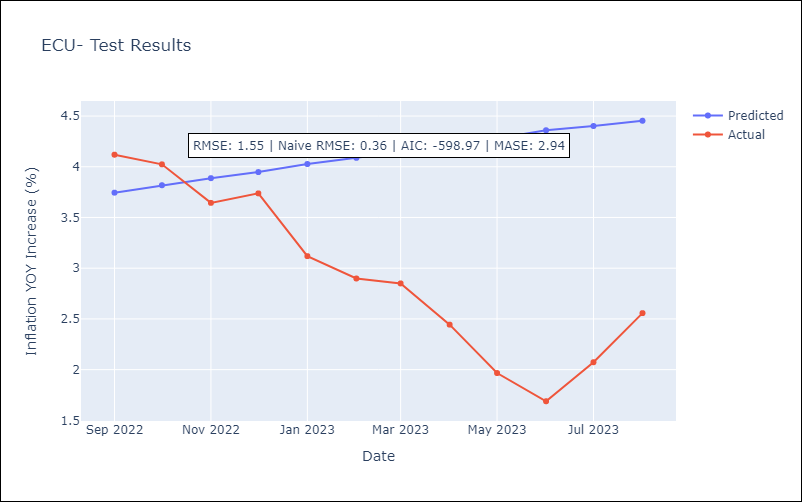 ECU- Test Results
Predicted
Actual
RMSE: 1.55 | Naive RMSE: 0.36 | AIC: -598.97 | MASE: 2.94
Inflation YOY Increase (%)
4.5
4
3.5
3
2.5
2
1.5
Sep 2022 Nov 2022 Jan 2023 Mar 2023 May 2023 Jul 2023
Date